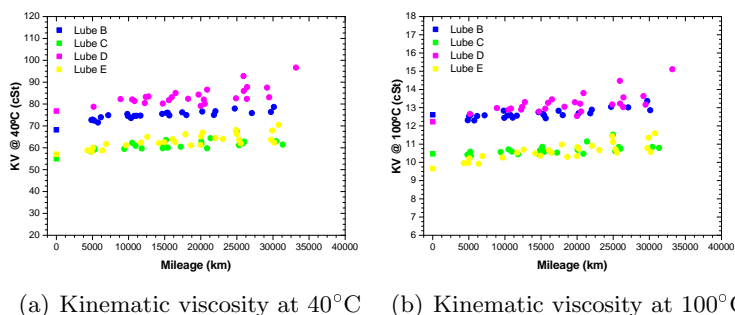 120
110
100
90
80
70
60
50
40
30
20
KV @ 40ºC (cSt)
Lube B
Lube C
Lube D
Lube E
0 5000 10000 15000 20000 25000 30000 35000 40000
Mileage (km)
18
17
16
15
14
13
12
11
10
9
8
7
6
KV @ 100ºC (cSt)
Lube B
Lube C
Lube D
Lube E
0 5000 10000 15000 20000 25000 30000 35000 40000
Mileage (km)
(a) Kinematic viscosity at 40°C (b) Kinematic viscosity at 100°C